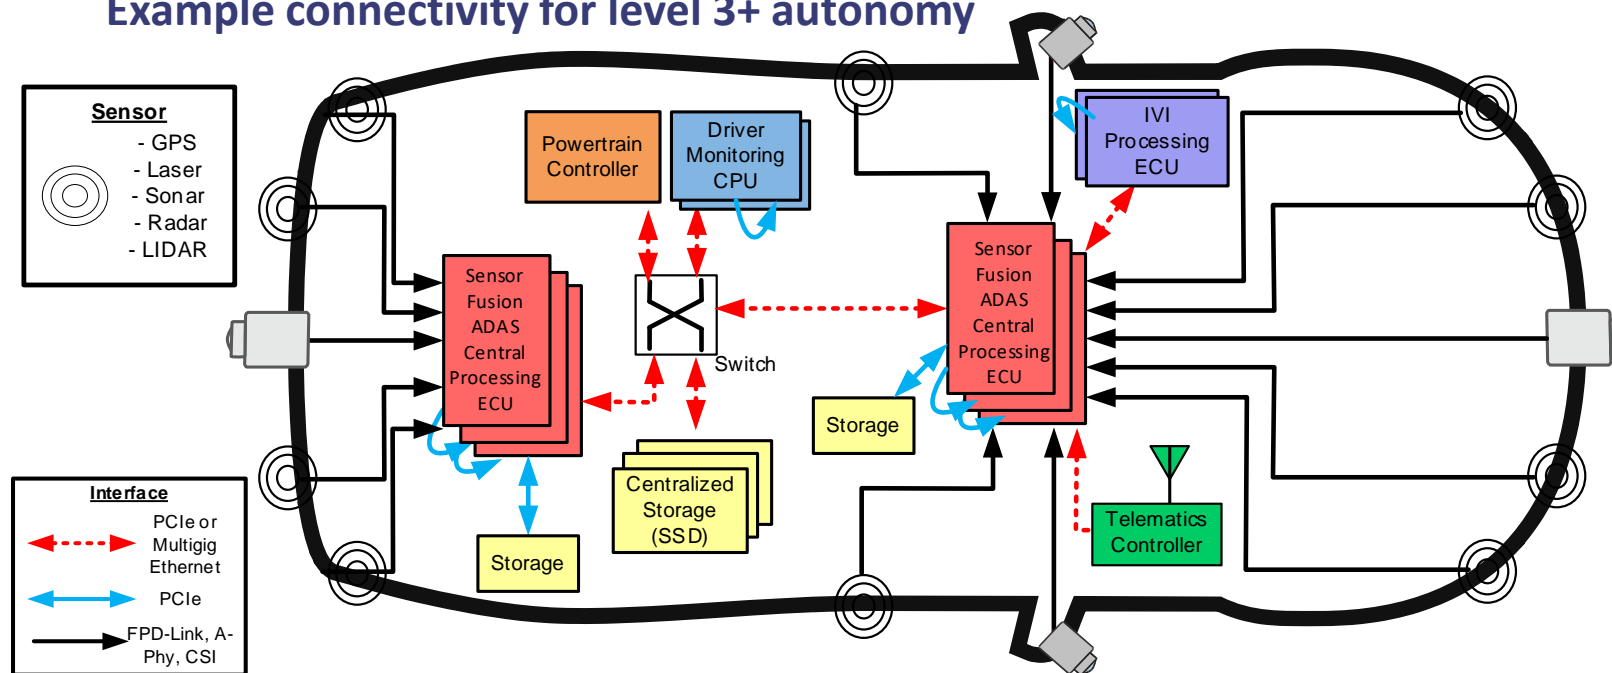 Example connectivity for level 3+ autonomy
Sensor
- GPS
- Laser
- Sonar
- Radar
- LIDAR
Powertrain
Controller
Driver
Monitoring
CPU
IVI
Processing
ECU
Sensor
Fusion
ADAS
Central
Processing
ECU
Switch
Sensor
Fusion
ADAS
Central
Processing
ECU
Storage
Centralized
Storage
(SSD)
Storage
Telematics
Controller
Interface
PCIe or
Multigig
Ethernet
PCIe
FPD-Link, A-
Phy, CSI